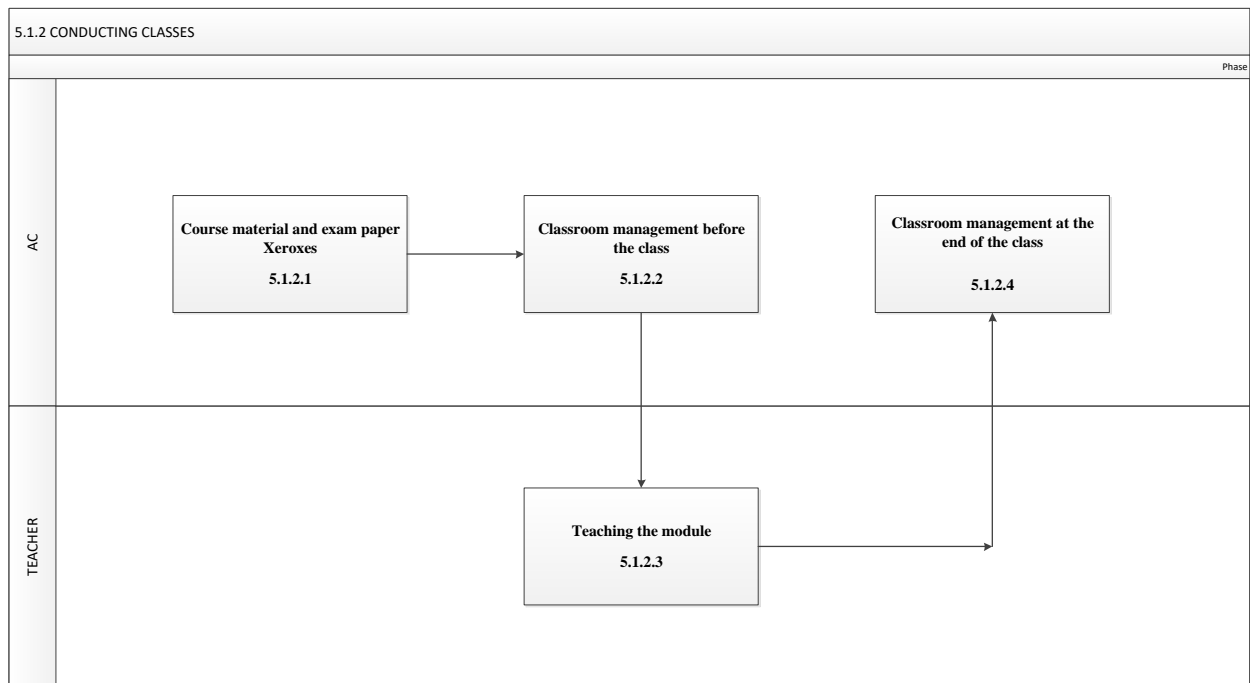 5.1.2 CONDUCTING CLASSES
Phase
AC
Course material and exam paper
Xeroxes
5.1.2.1
Classroom management before
the class
5.1.2.2
Classroom management at the
end of the class
5.1.2.4
TEACHER
Teaching the module
5.1.2.3